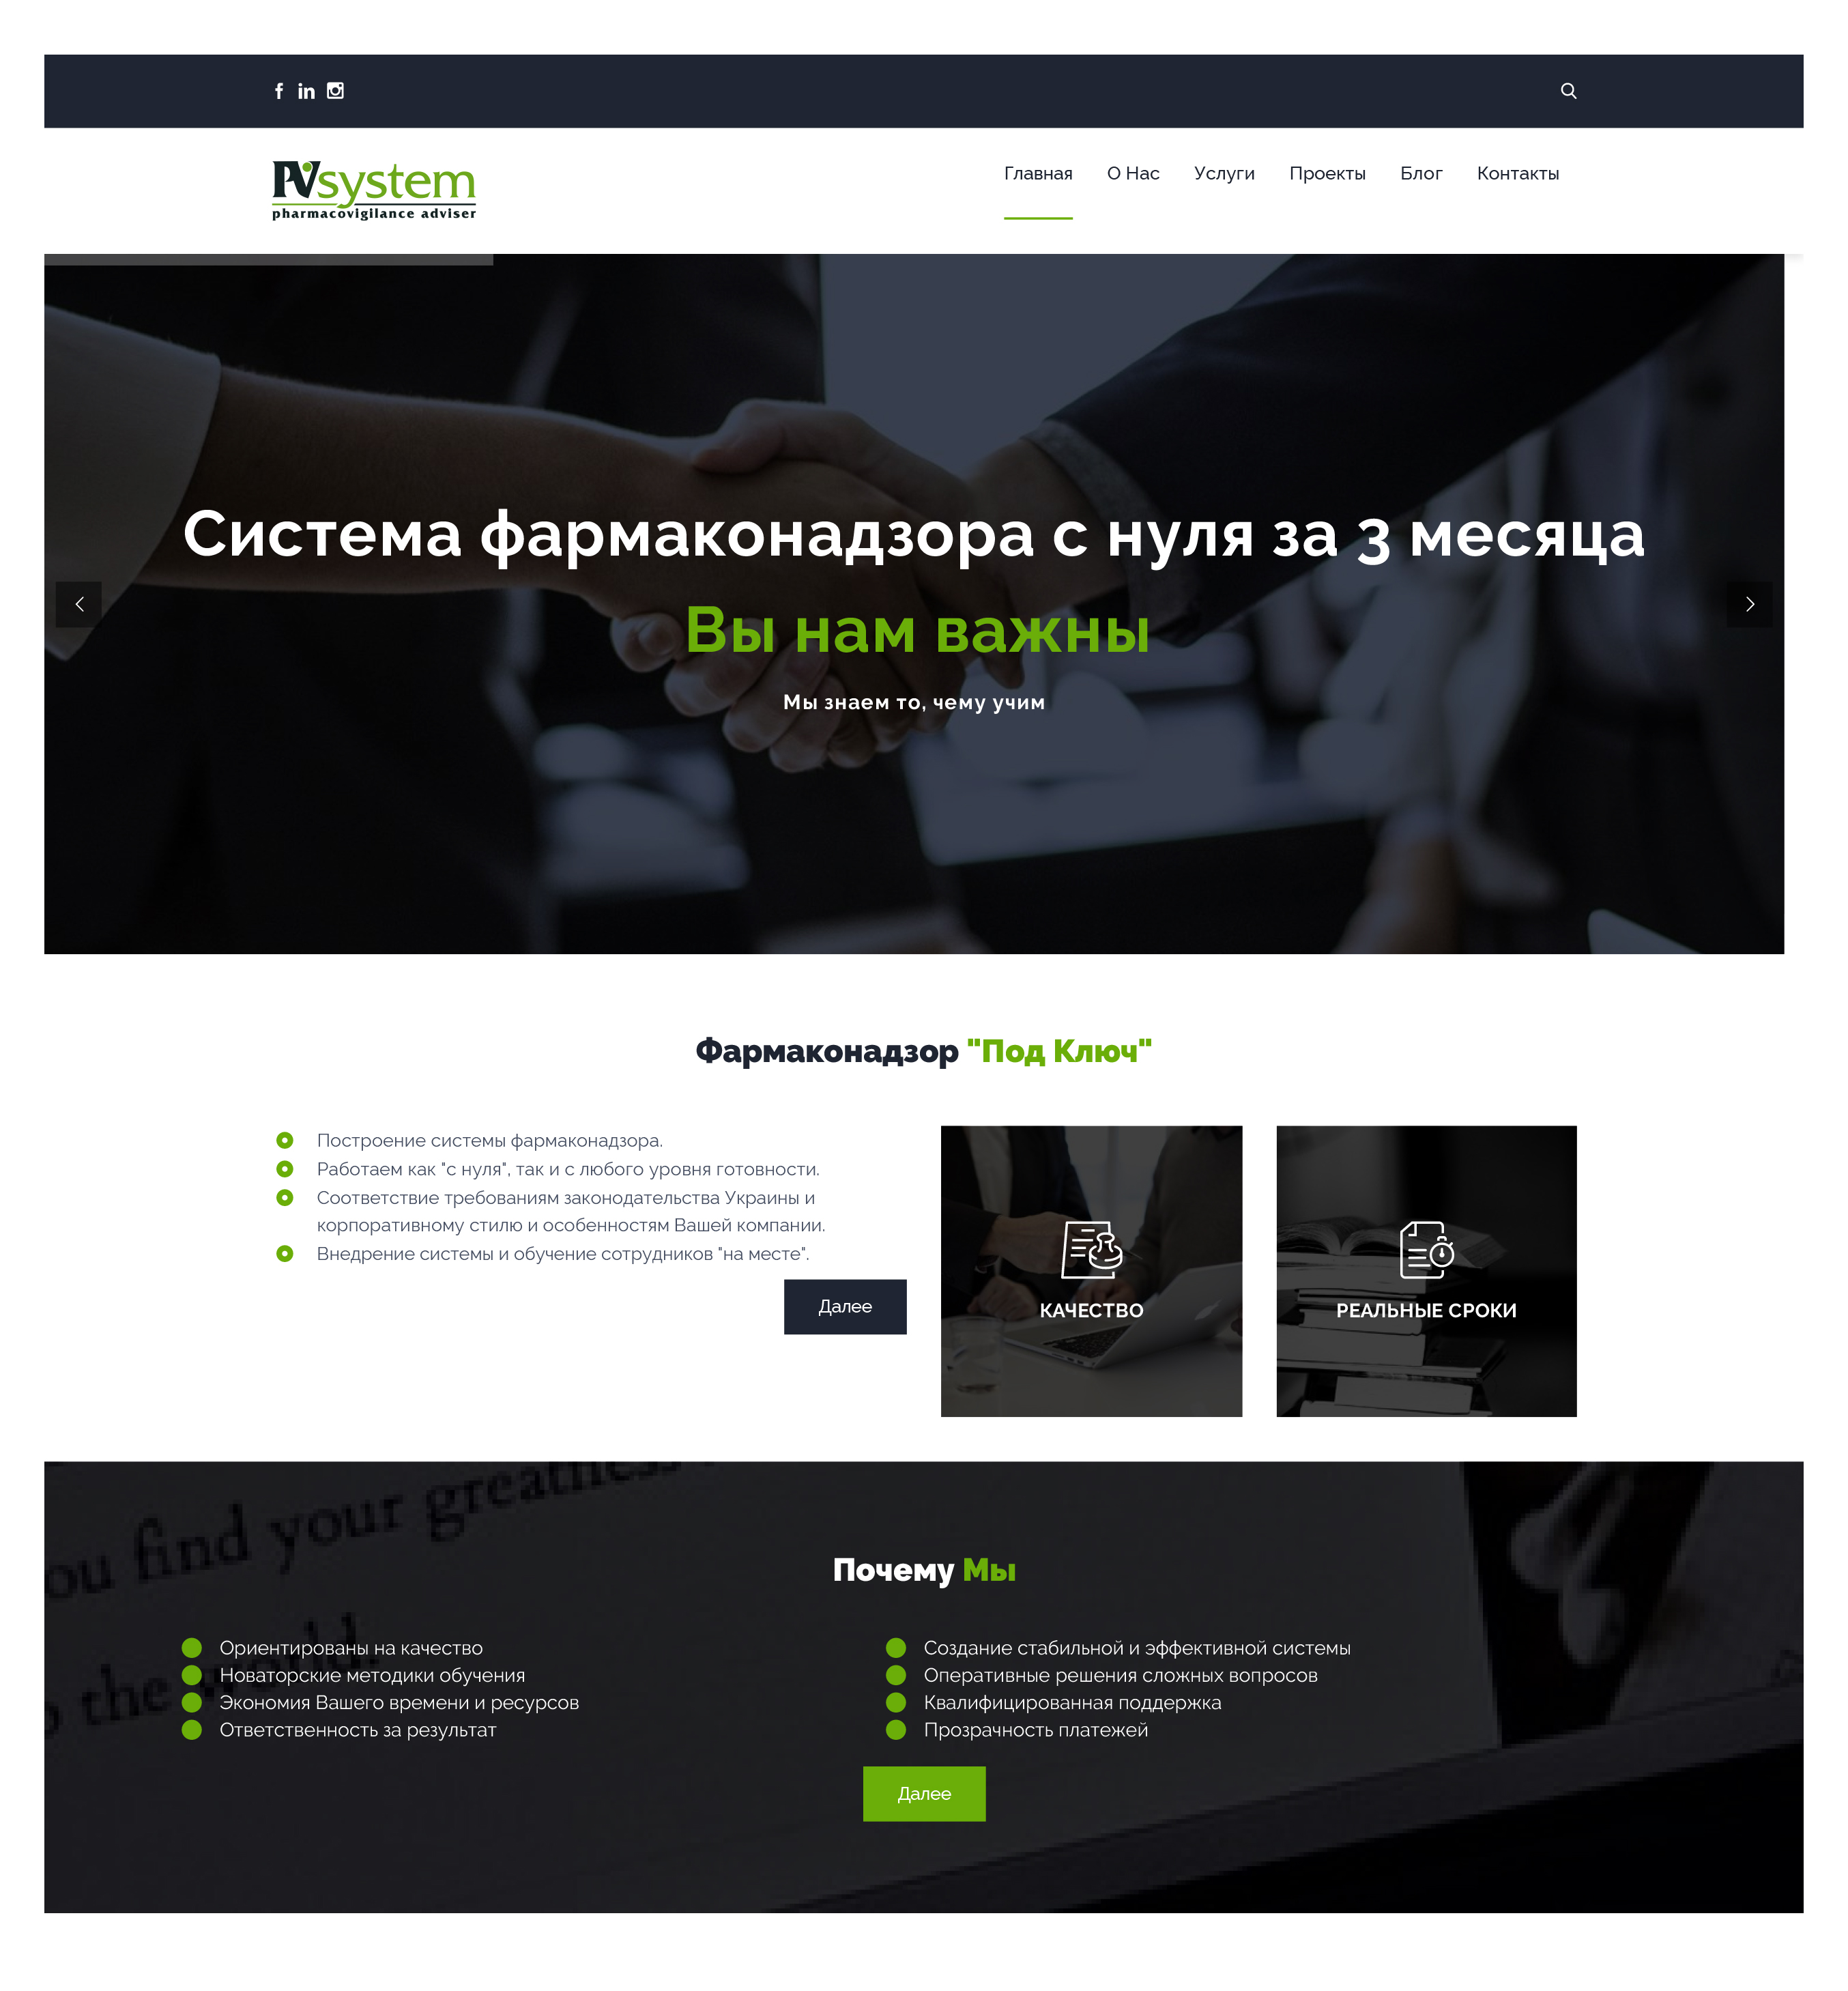 PVsystem
pharmacovigilance adviser
Главная О Нас Услуги Проекты Блог Контакты
Система фармаконадзора с нуля за 3 месяца
Вы нам важны
Мы знаем то, чему учим
Фармаконадзор "Под Ключ"
Построение системы фармаконадзора.
Работаем как "с нуля", так и с любого уровня готовности.
Соответствие требованиям законодательства Украины и
корпоративному стилю и особенностям Вашей компании.
Внедрение системы и обучение сотрудников "на месте".
Далее
КАЧЕСТВО
РЕАЛЬНЫЕ СРОКИ
ou find your greatness
Почему Мы
the world.
Ориентированы на качество
Новаторские методики обучения
Экономия Вашего времени и ресурсов
Ответственность за результат
Создание стабильной и эффективной системы
Оперативные решения сложных вопросов
Квалифицированная поддержка
Прозрачность платежей
Далее